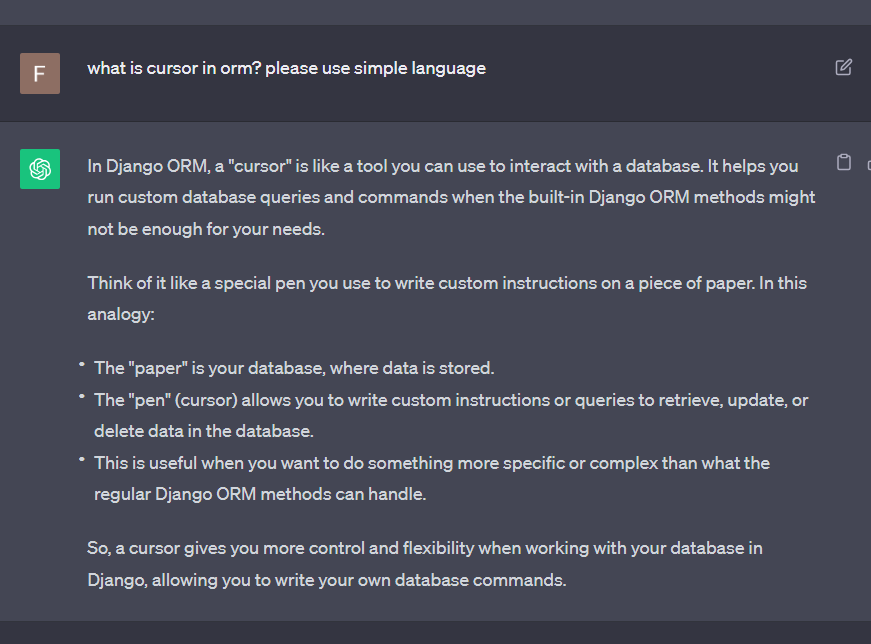 F
what is cursor in orm? please use simple language
In Django ORM, a "cursor" is like a tool you can use to interact with a database. It helps you
run custom database queries and commands when the built-in Django ORM methods might
not be enough for your needs.
Think of it like a special pen you use to write custom instructions on a piece of paper. In this
analogy:
• The "paper" is your database, where data is stored.
• The "pen" (cursor) allows you to write custom instructions or queries to retrieve, update, or
delete data in the database.
• This is useful when you want to do something more specific or complex than what the
regular Django ORM methods can handle.
So, a cursor gives you more control and flexibility when working with your database in
Django, allowing you to write your own database commands.